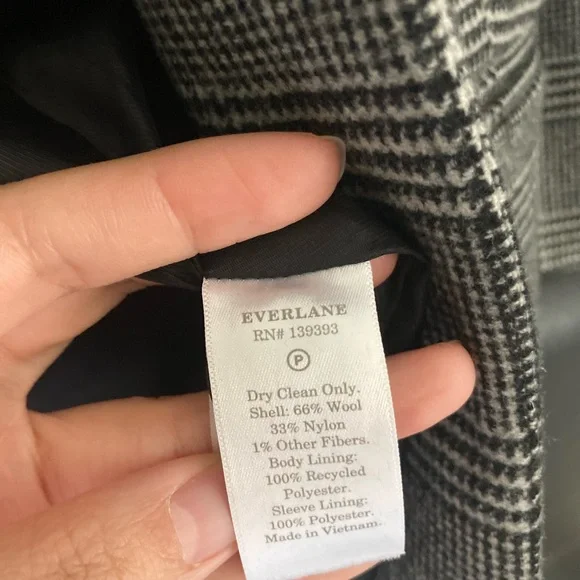 EVERLANE
RN# 139393
P
Dry Clean Only.
Shell: 66% Wool
33% Nylon
1% Other Fibers.
Body Lining:
100% Recycled
Polyester.
Sleeve Lining:
100% Polyester.
Made in Vietnam.